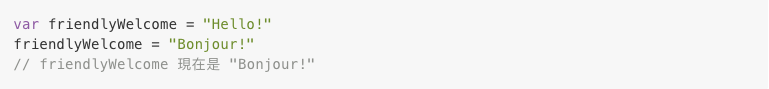 var friendlyWelcome = "Hello!"
friendlyWelcome = "Bonjour!"
// friendlyWelcome 現在是 "Bonjour!"